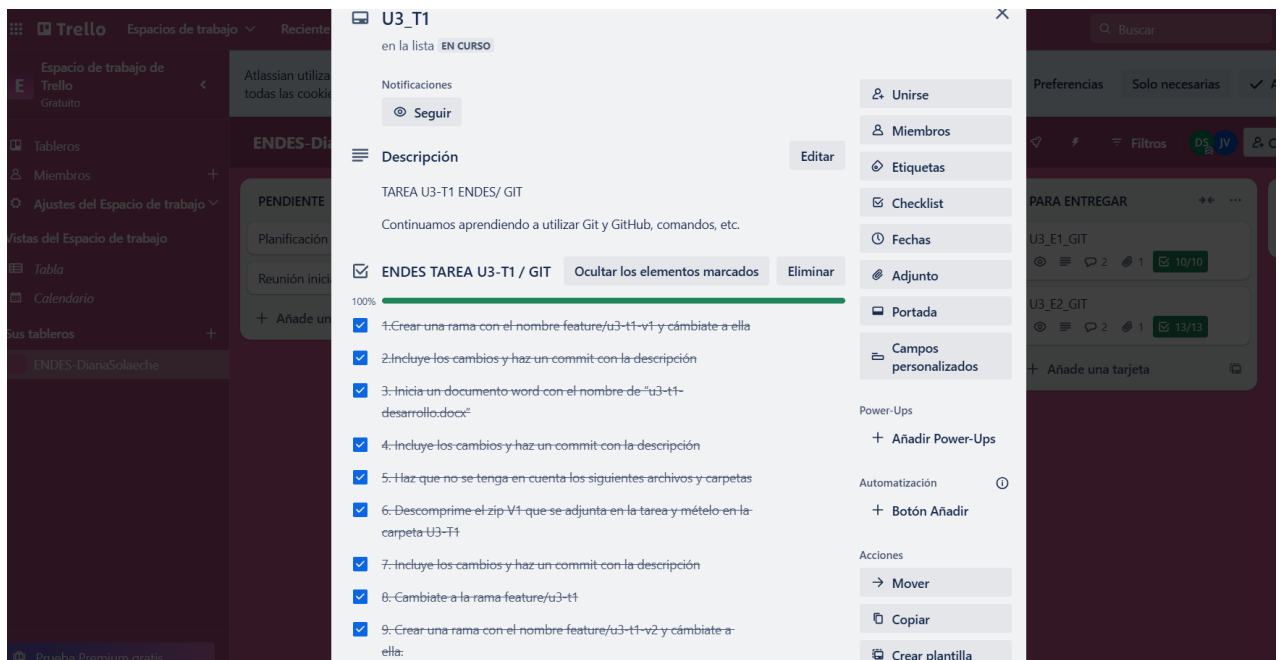 Trello
Espacios de trabajo
Reciente
Buscar
E
Espacio de trabajo de
Trello
Gratuito
Tableros
Miembros
Ajustes del Espacio de trabajo
Vistas del Espacio de trabajo
Tabla
Calendario
Sus tableros
ENDES-DianaSolaeche
Prueba Premium gratis
Atlassian utiliza
todas las cookie
ENDES-Di
PENDIENTE
Planificación
Reunión inici
+ Añade un
U3_T1
en la lista EN CURSO
Notificaciones
Seguir
Descripción
Editar
TAREA U3-T1 ENDES/ GIT
Continuamos aprendiendo a utilizar Git y GitHub, comandos, etc.
ENDES TAREA U3-T1 / GIT
Ocultar los elementos marcados
Eliminar
100%
1.Crear una rama con el nombre feature/u3-t1-v1 y cámbiate a ella
2.Incluye los cambios y haz un commit con la descripción
3. Inicia un documento word con el nombre de "u3-t1-
desarrollo.docx"
4. Incluye los cambios y haz un commit con la descripción
5. Haz que no se tenga en cuenta los siguientes archivos y carpetas
6. Descomprime el zip V1 que se adjunta en la tarea y mételo en la
carpeta U3-T1
7. Incluye los cambios y haz un commit con la descripción
8. Cambiate a la rama feature/u3-t1
9. Crear una rama con el nombre feature/u3-t1-v2 y cámbiate a
ella.
Unirse
Miembros
Etiquetas
Checklist
Fechas
Adjunto
Portada
Campos
personalizados
Power-Ups
+ Añadir Power-Ups
Automatización
+ Botón Añadir
Acciones
Mover
Copiar
Crear plantilla
Preferencias
Solo necesarias
Filtros
DS
JV
PARA ENTREGAR
U3_E1_GIT
2
1
10/10
U3_E2_GIT
2
1
13/13
+ Añade una tarjeta